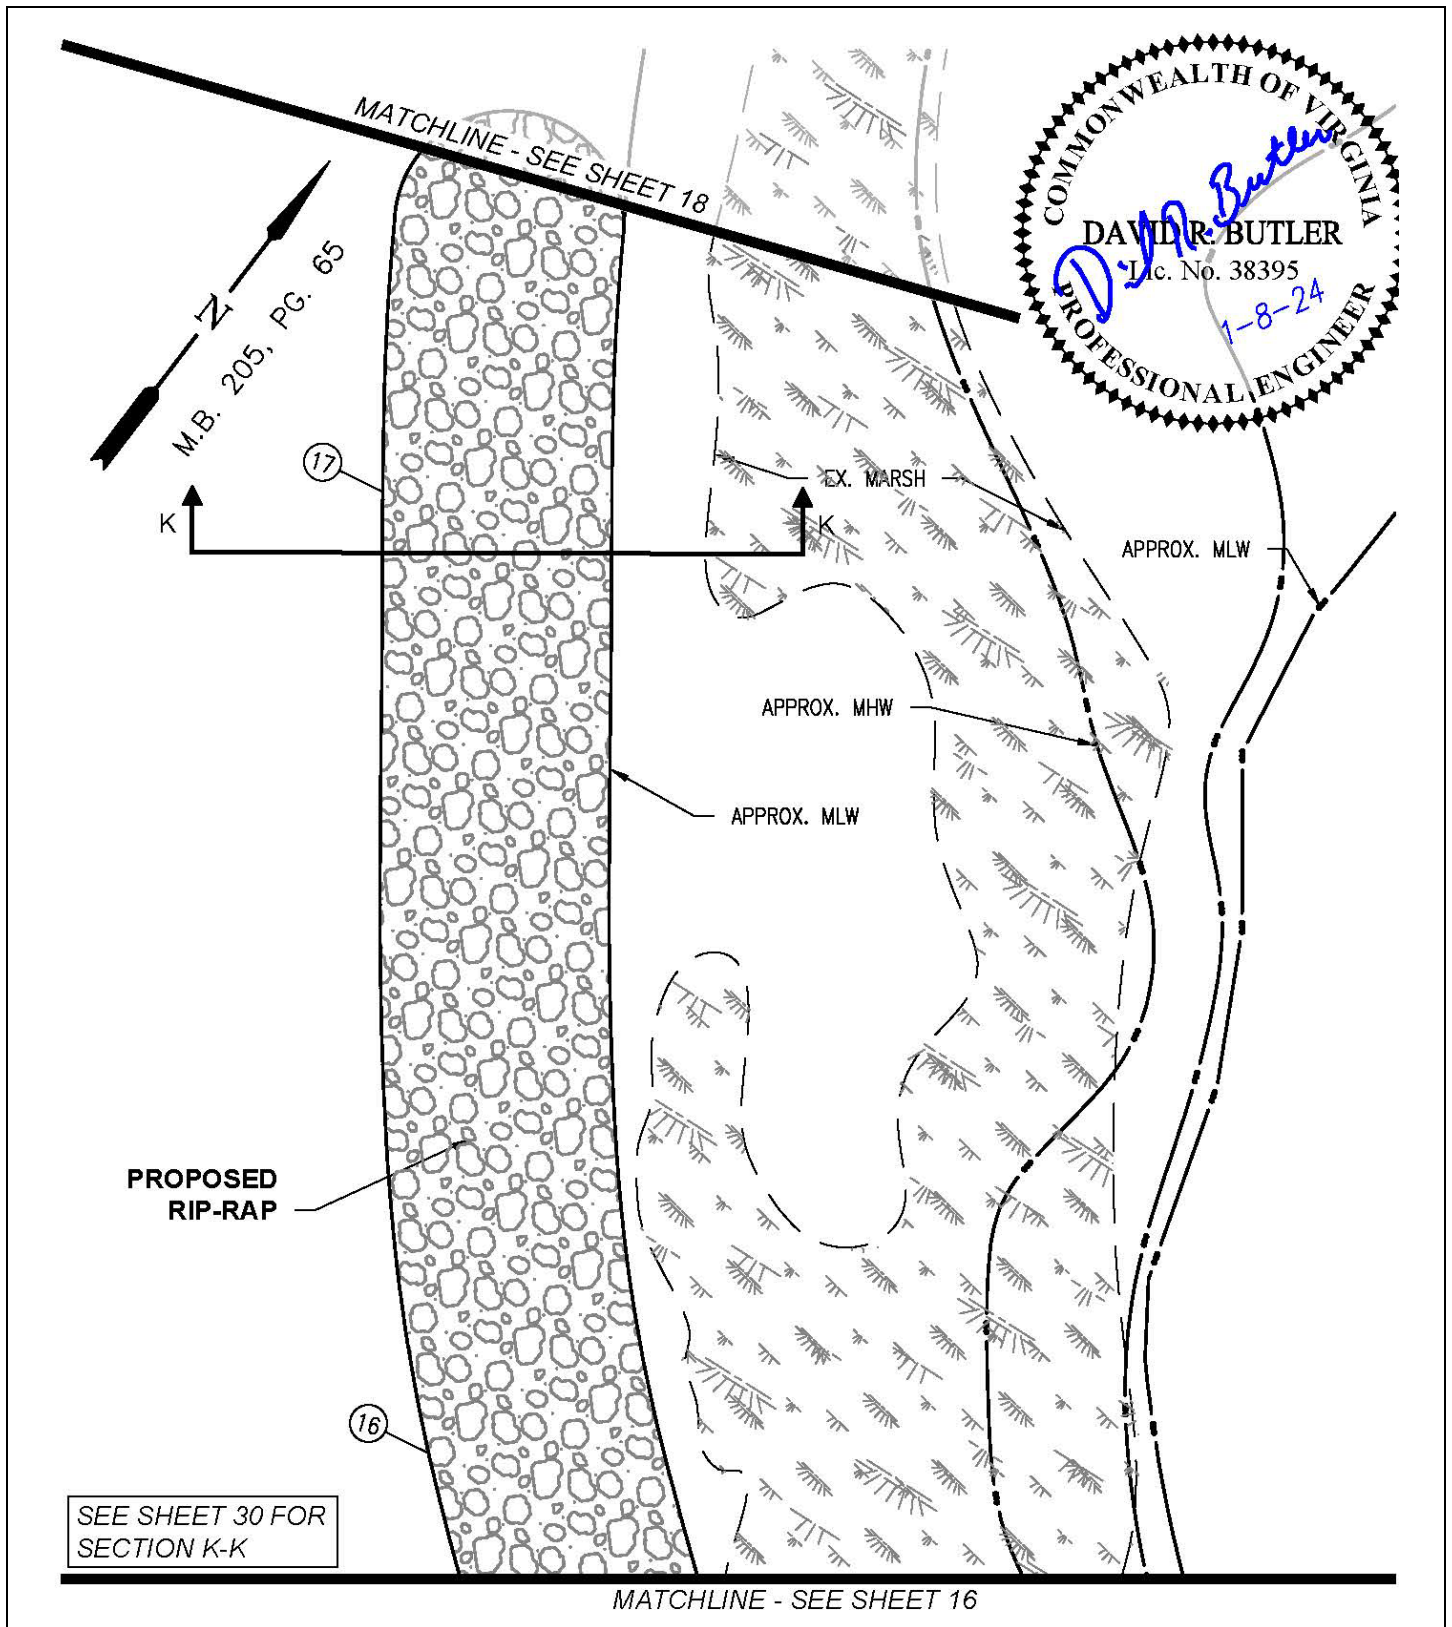 MATCHLINE - SEE SHEET 18
COMMONWEALTH OF VIRGINIA
David R. Butler
DAVID R. BUTLER
Lic. No. 38395
1-8-24
PROFESSIONAL ENGINEER
N
M.B. 205, PG. 65
17
K
K
EX. MARSH
APPROX. MLW
APPROX. MHW
APPROX. MLW
PROPOSED
RIP-RAP
16
SEE SHEET 30 FOR
SECTION K-K
MATCHLINE - SEE SHEET 16